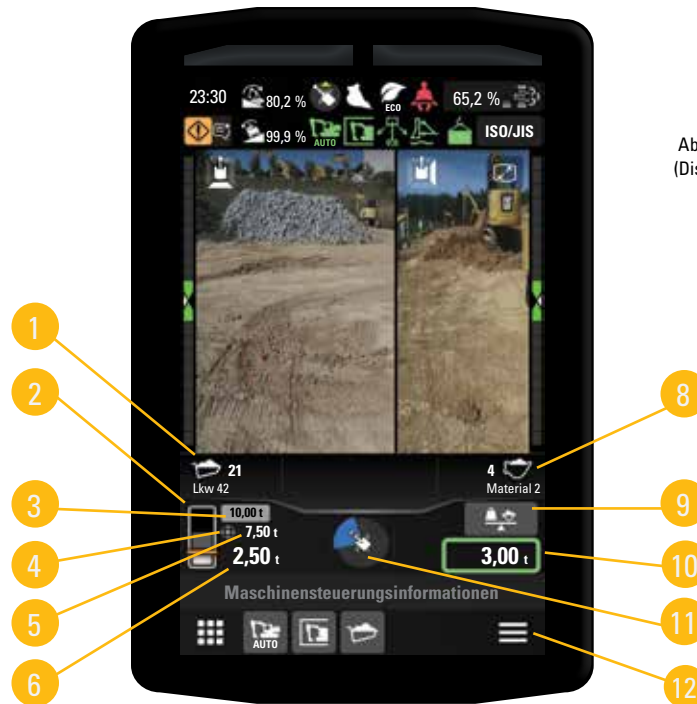 23:30 80,2 % ECO 65,2 %
99,9 % AUTO ISO/JIS
Ab
(Dis
1
2
3
4
5
6
21
Lkw 42
4
Material 2
10,00 t
7,50 t
2,50 t
3,00 t
Maschinensteuerungsinformationen
AUTO
8
9
10
11
12